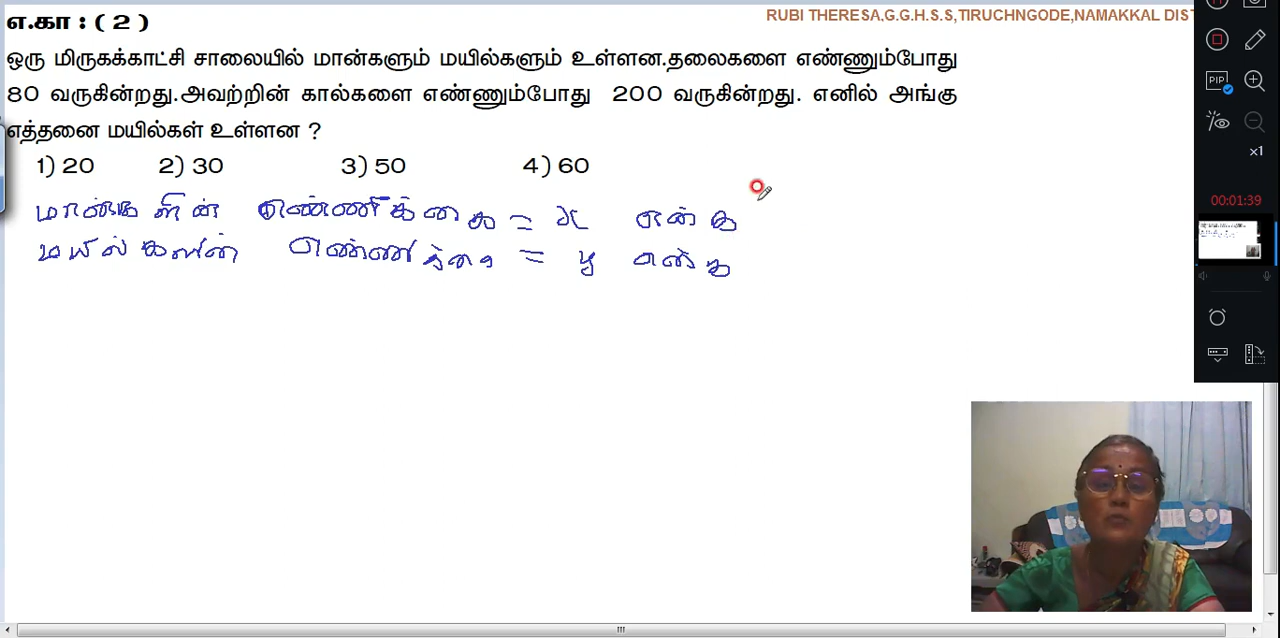 எ.கா : ( 2 )
RUBI THERESA,G.G.H.S.S,TIRUCHNGODE,NAMAKKAL DIST
ஒரு மிருகக்காட்சி சாலையில் மான்களும் மயில்களும் உள்ளன.தலைகளை எண்ணும்போது
80 வருகின்றது.அவற்றின் கால்களை எண்ணும்போது 200 வருகின்றது. எனில் அங்கு
எத்தனை மயில்கள் உள்ளன ?
1) 20 2) 30 3) 50 4) 60
மான்களின் எண்ணிக்கை = x என்க
மயில்களின் எண்ணிக்கை = y என்க
PIP
x1
00:01:39